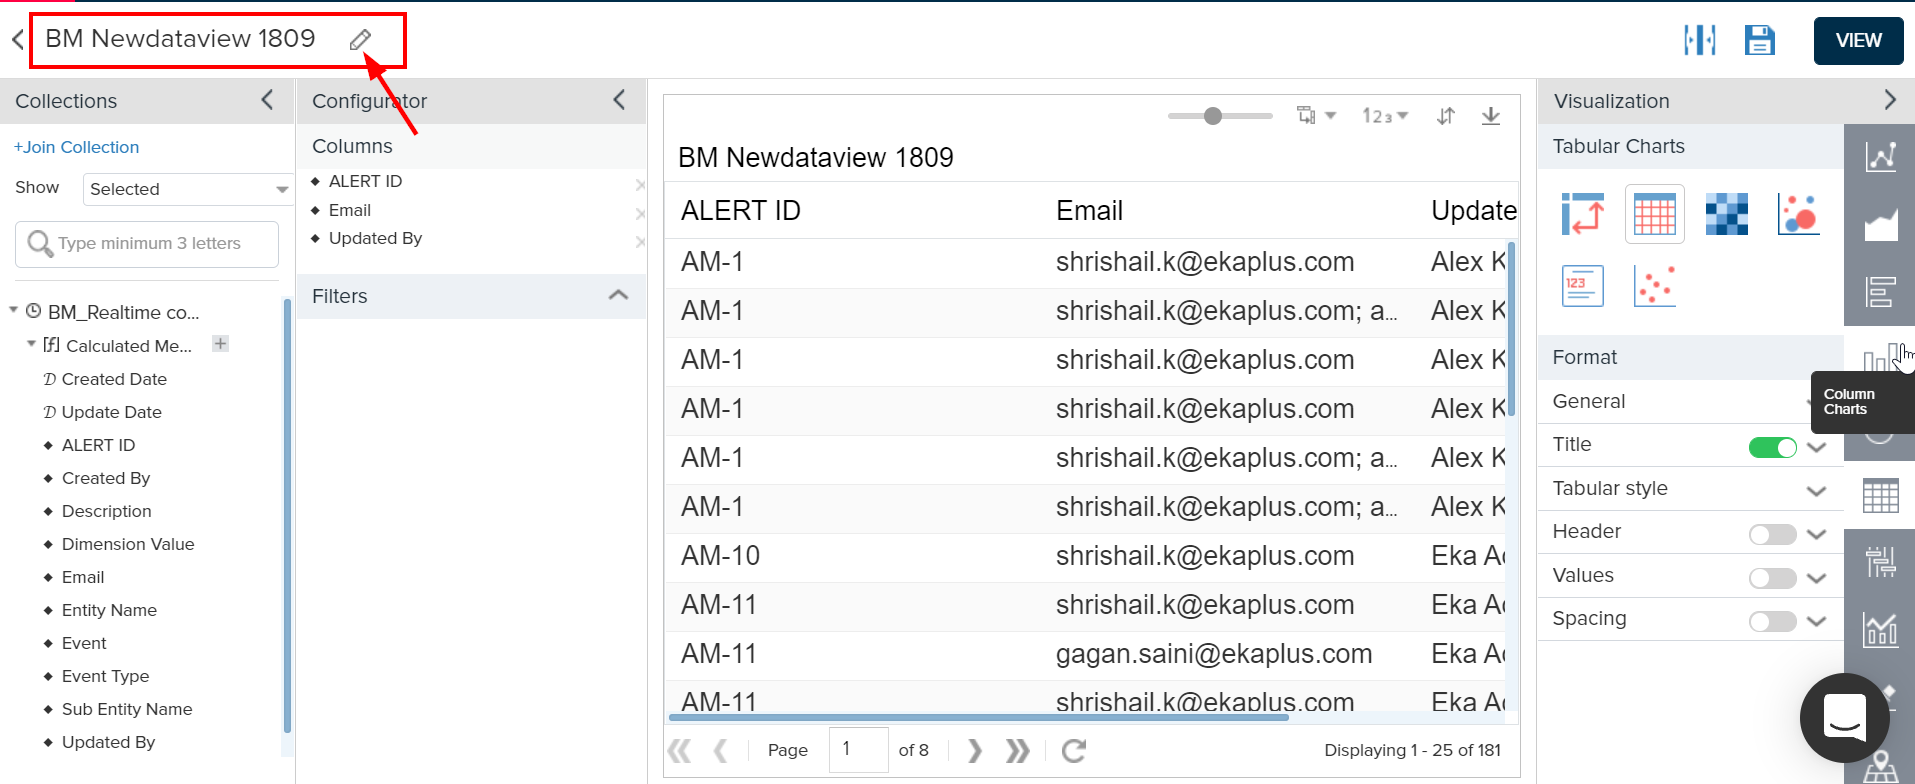 BM Newdataview 1809
VIEW
Collections
+Join Collection
Show Selected
Type minimum 3 letters
BM_Realtime co...
Calculated Me...
Created Date
Update Date
ALERT ID
Created By
Description
Dimension Value
Email
Entity Name
Event
Event Type
Sub Entity Name
Updated By
Configurator
Columns
ALERT ID
Email
Updated By
Filters
123
BM Newdataview 1809
ALERT ID Email Update
AM-1 shrishail.k@ekaplus.com Alex K
AM-1 shrishail.k@ekaplus.com; a... Alex K
AM-1 shrishail.k@ekaplus.com Alex K
AM-1 shrishail.k@ekaplus.com Alex K
AM-1 shrishail.k@ekaplus.com; a... Alex K
AM-1 shrishail.k@ekaplus.com; a... Alex K
AM-10 shrishail.k@ekaplus.com Eka
AM-11 shrishail.k@ekaplus.com Eka
AM-11 gagan.saini@ekaplus.com Eka
AM-11 shrishail.k@ekaplus.com Eka
Page 1 of 8
Displaying 1 - 25 of 181
Visualization
Tabular Charts
123
Format
General
Title
Tabular style
Header
Values
Spacing
Column
Charts